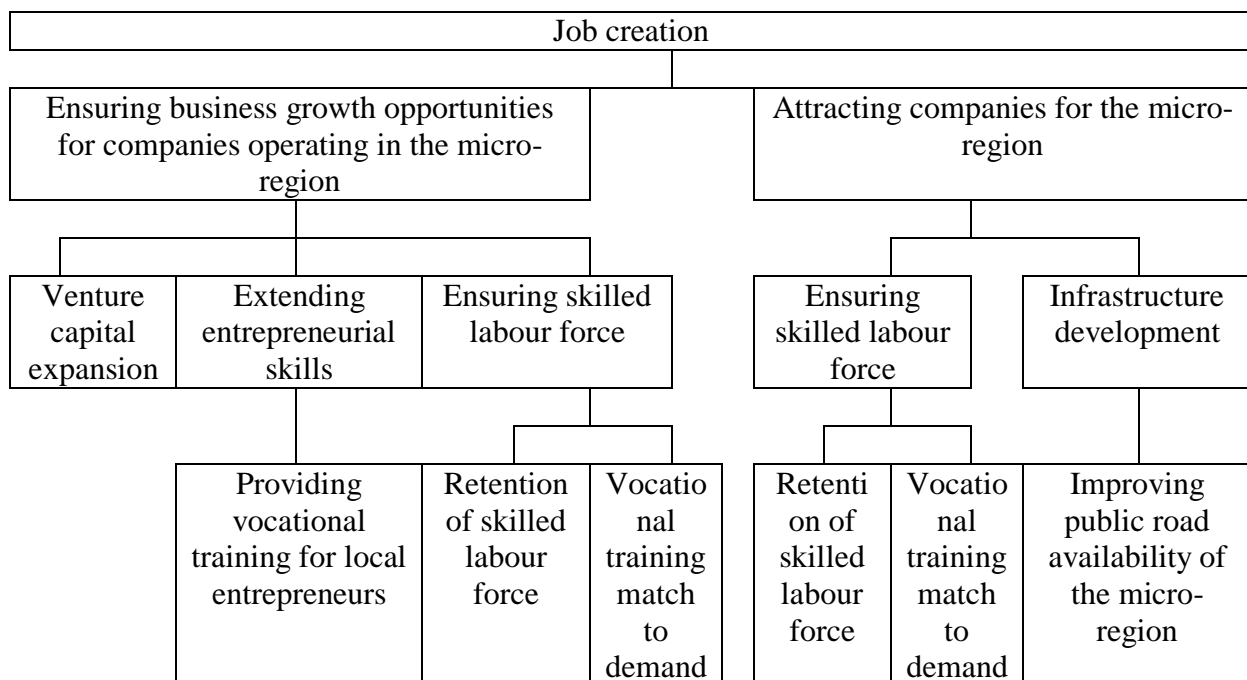 Job creation
Ensuring business growth opportunities
for companies operating in the micro-
region
Attracting companies for the micro-
region
Venture
capital
expansion
Extending
entrepreneurial
skills
Ensuring skilled
labour force
Ensuring
skilled labour
force
Infrastructure
development
Providing
vocational
training for local
entrepreneurs
Retention
of skilled
labour
force
Vocatio
nal
training
match
to
demand
Retenti
on of
skilled
labour
force
Vocatio
nal
training
match
to
demand
Improving
public road
availability of
the micro-
region